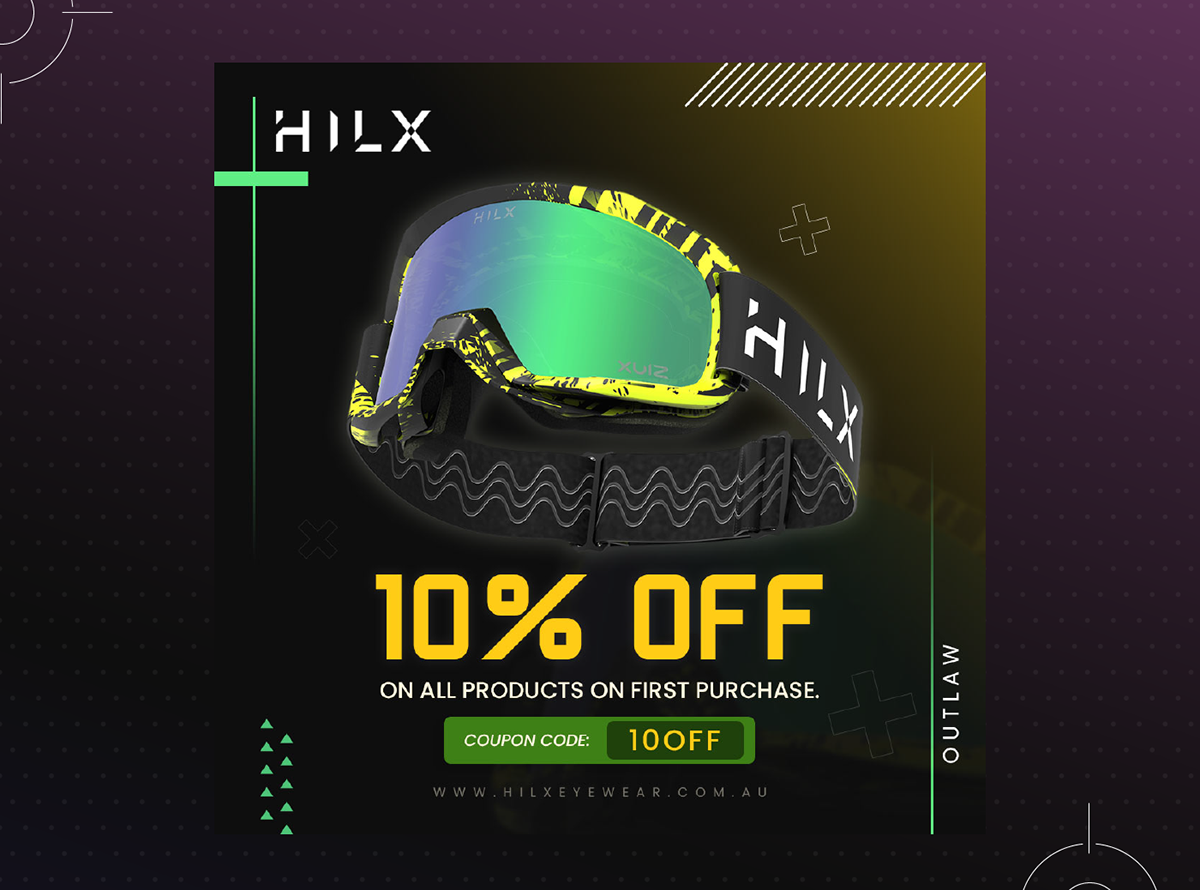 HILX
HILX
HILX
XUIZ
10% OFF
ON ALL PRODUCTS ON FIRST PURCHASE.
COUPON CODE: 10OFF
WWW.HILXEYEWEAR.COM.AU
OUTLAW